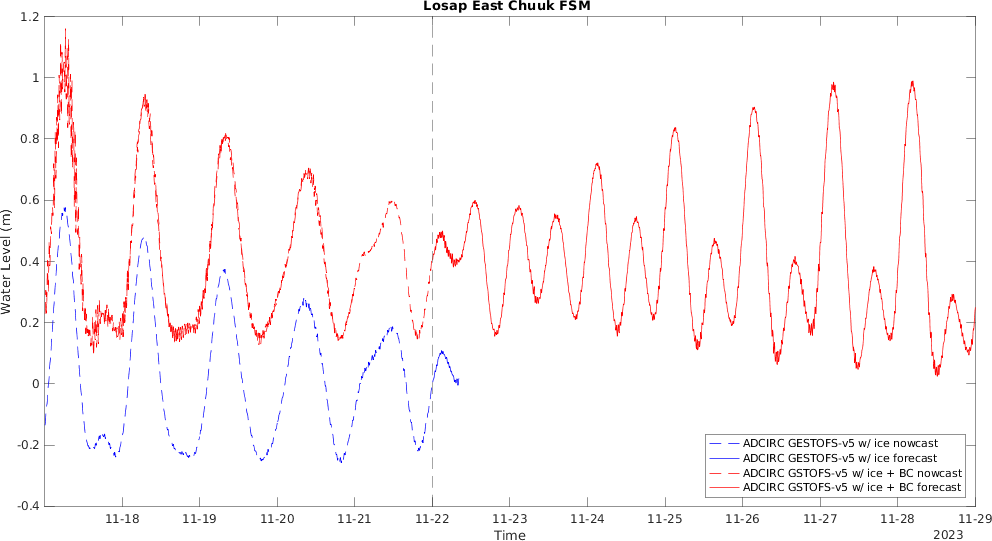 Losap East Chuuk FSM
Water Level (m)
1.2
1
0.8
0.6
0.4
0.2
0
-0.2
-0.4
ADCIRC GESTOFS-v5 w/ ice nowcast
ADCIRC GESTOFS-v5 w/ ice forecast
ADCIRC GSTOFS-v5 w/ ice + BC nowcast
ADCIRC GSTOFS-v5 w/ ice + BC forecast
11-18 11-19 11-20 11-21 11-22 11-23 11-24 11-25 11-26 11-27 11-28 11-29
Time
2023